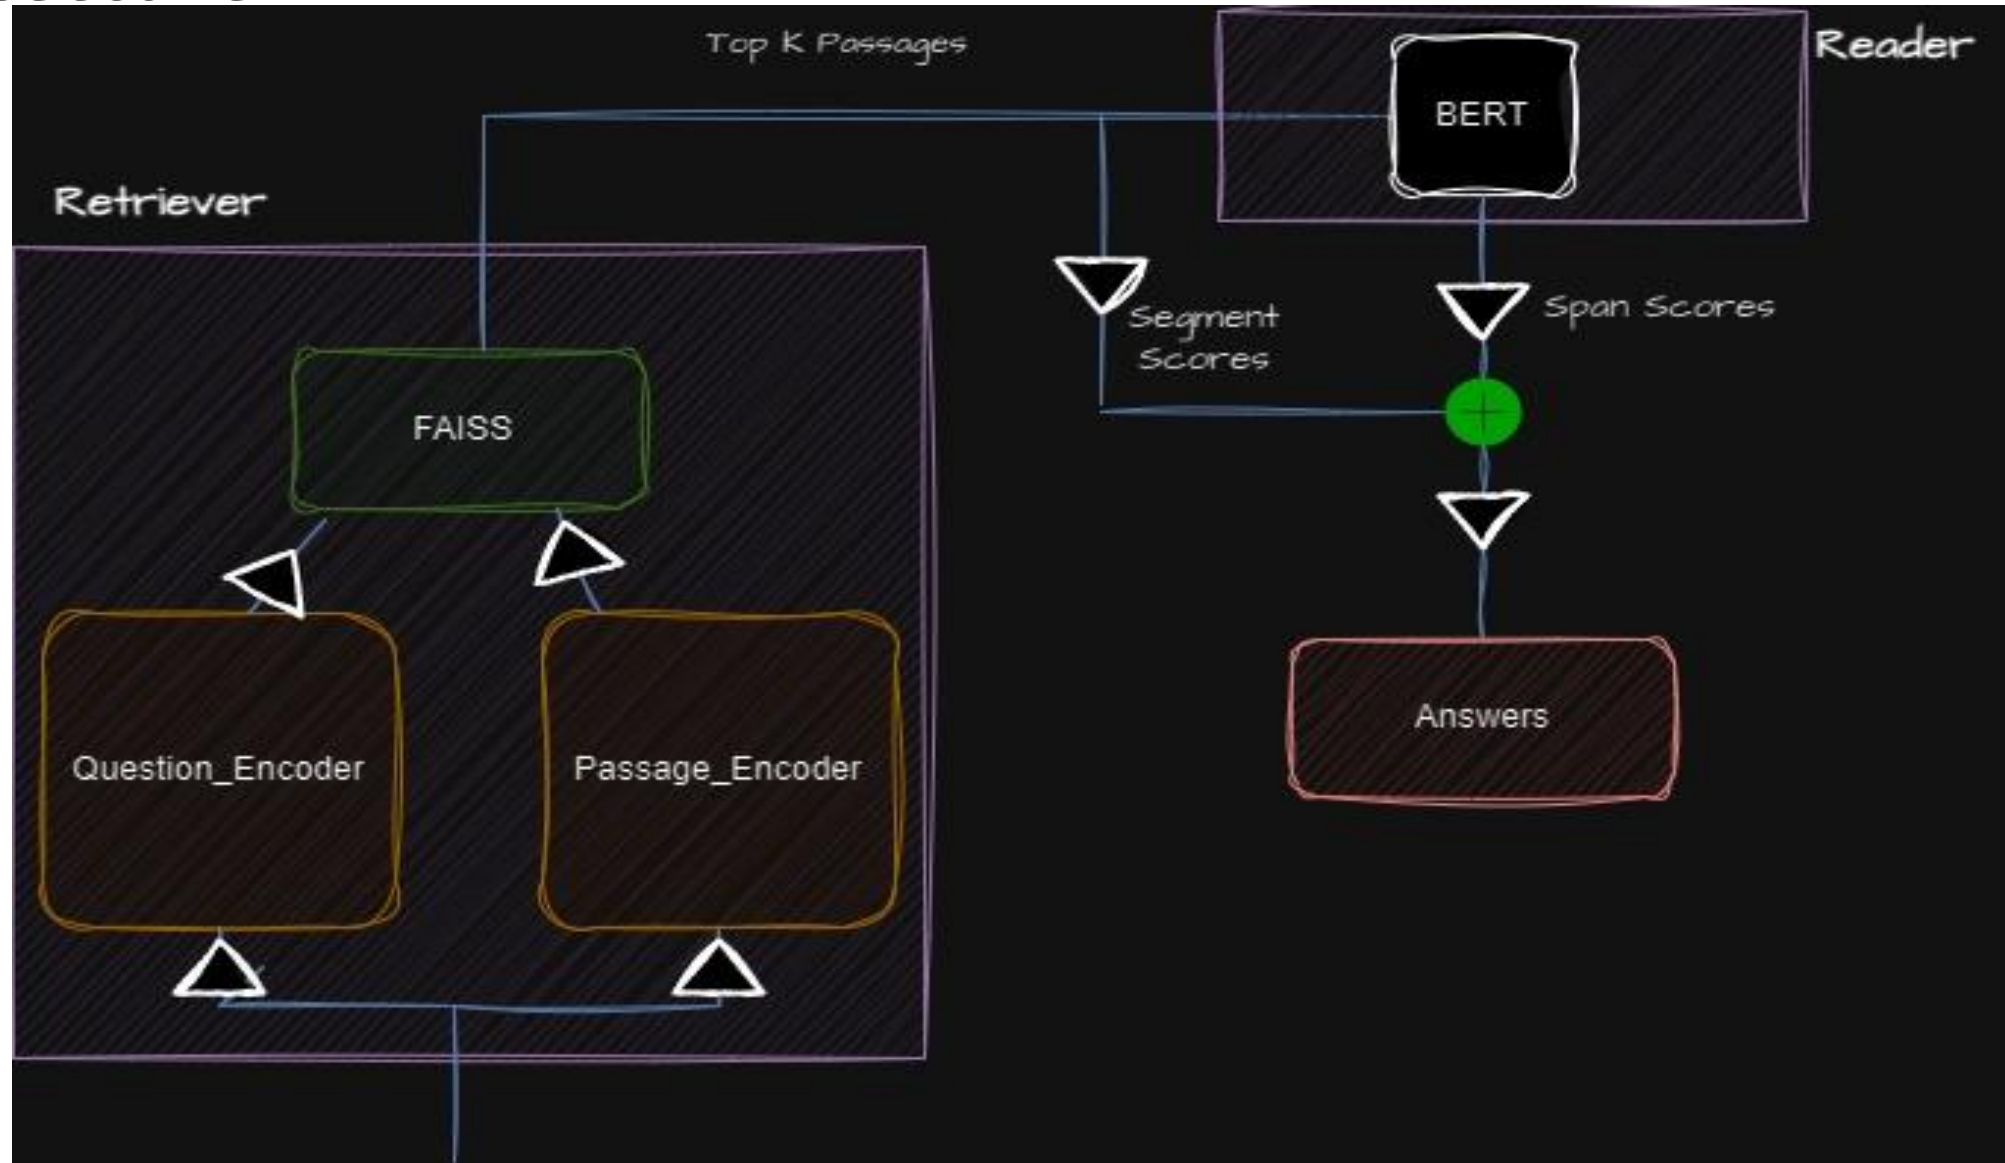 Top K Passages
Reader
BERT
Retriever
Segment
Scores
Span Scores
FAISS
Answers
Question_Encoder
Passage_Encoder